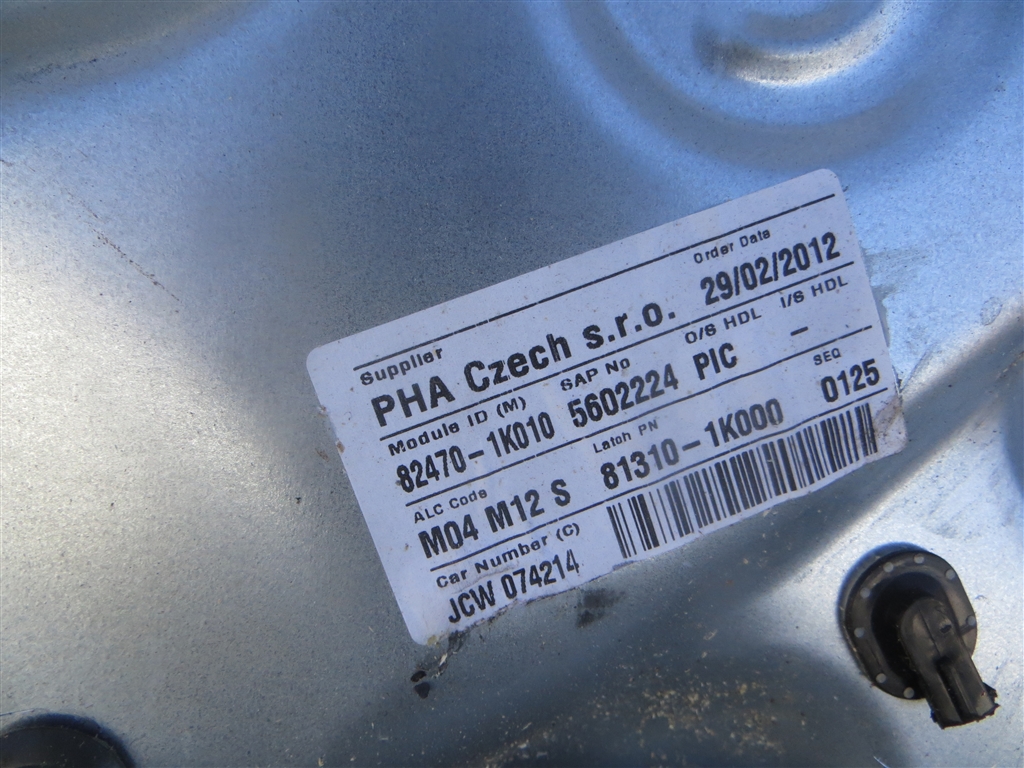 Supplier Order Date
PHA Czech s.r.o. 29/02/2012
Module ID (M) SAP No O/S HDL I/S HDL
82470-1K010 5602224 PIC -
ALC Code Latch PN SEQ
M04 M12 S 81310-1K000 0125
Car Number (C)
JCW 074214